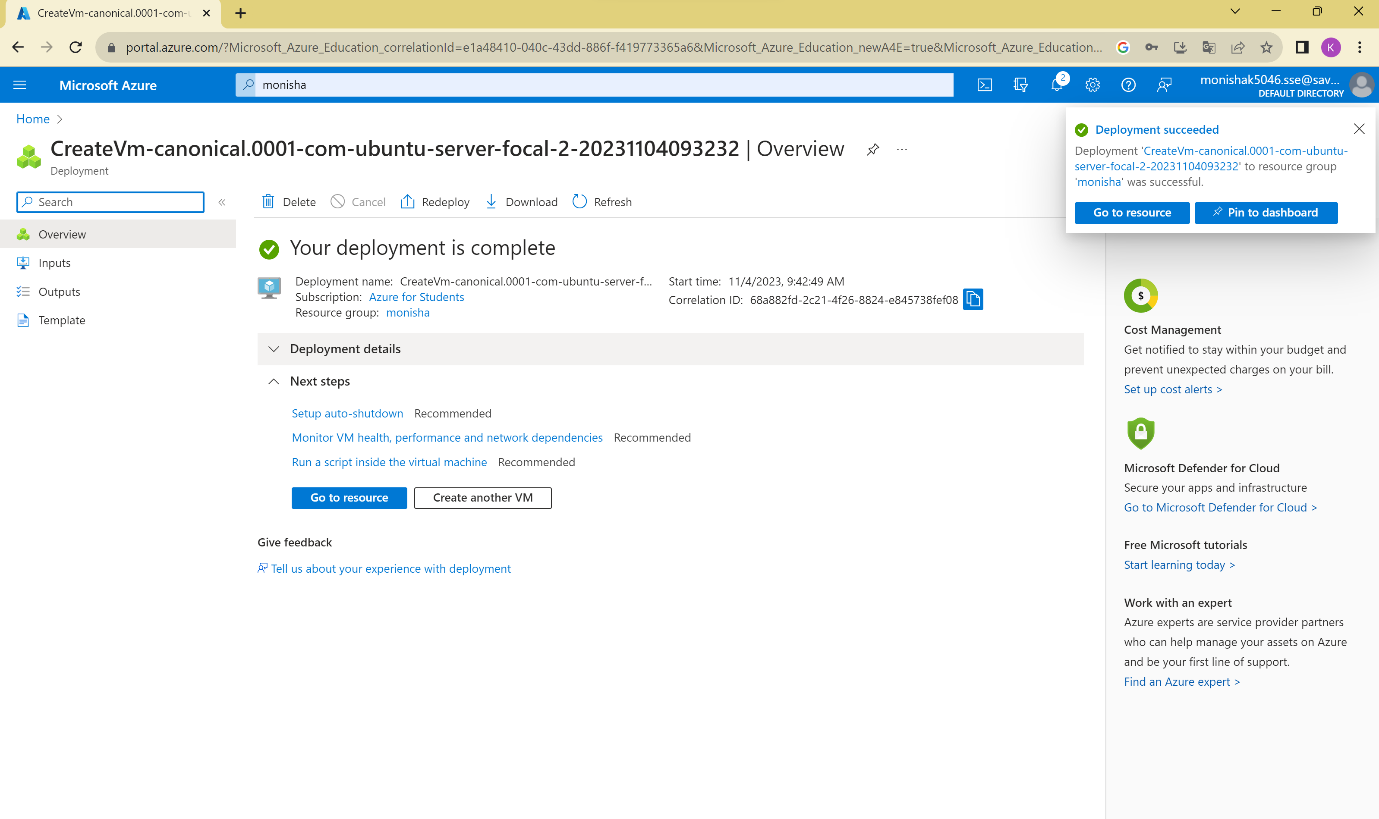 CreateVm-canonical.0001-com-u
portal.azure.com/?Microsoft_Azure_Education_correlationId=e1a48410-040c-43dd-886f-f419773365a6&Microsoft_Azure_Education_newA4E=true&Microsoft_Azure_Education...
K
Microsoft Azure
monisha
2
monishak5046.sse@sav...
DEFAULT DIRECTORY
Home >
CreateVm-canonical.0001-com-ubuntu-server-focal-2-20231104093232 | Overview
...
Deployment
Deployment succeeded
Deployment 'CreateVm-canonical.0001-com-ubuntu-
server-focal-2-20231104093232' to resource group
'monisha' was successful.
Go to resource
Pin to dashboard
Search
«
Overview
Inputs
Outputs
Template
Delete
Cancel
Redeploy
Download
Refresh
Your deployment is complete
Deployment name: CreateVm-canonical.0001-com-ubuntu-server-f...
Subscription: Azure for Students
Resource group: monisha
Start time: 11/4/2023, 9:42:49 AM
Correlation ID: 68a882fd-2c21-4f26-8824-e845738fef08
Deployment details
Next steps
Setup auto-shutdown Recommended
Monitor VM health, performance and network dependencies Recommended
Run a script inside the virtual machine Recommended
Go to resource
Create another VM
Give feedback
Tell us about your experience with deployment
$
Cost Management
Get notified to stay within your budget and
prevent unexpected charges on your bill.
Set up cost alerts >
Microsoft Defender for Cloud
Secure your apps and infrastructure
Go to Microsoft Defender for Cloud >
Free Microsoft tutorials
Start learning today >
Work with an expert
Azure experts are service provider partners
who can help manage your assets on Azure
and be your first line of support.
Find an Azure expert >